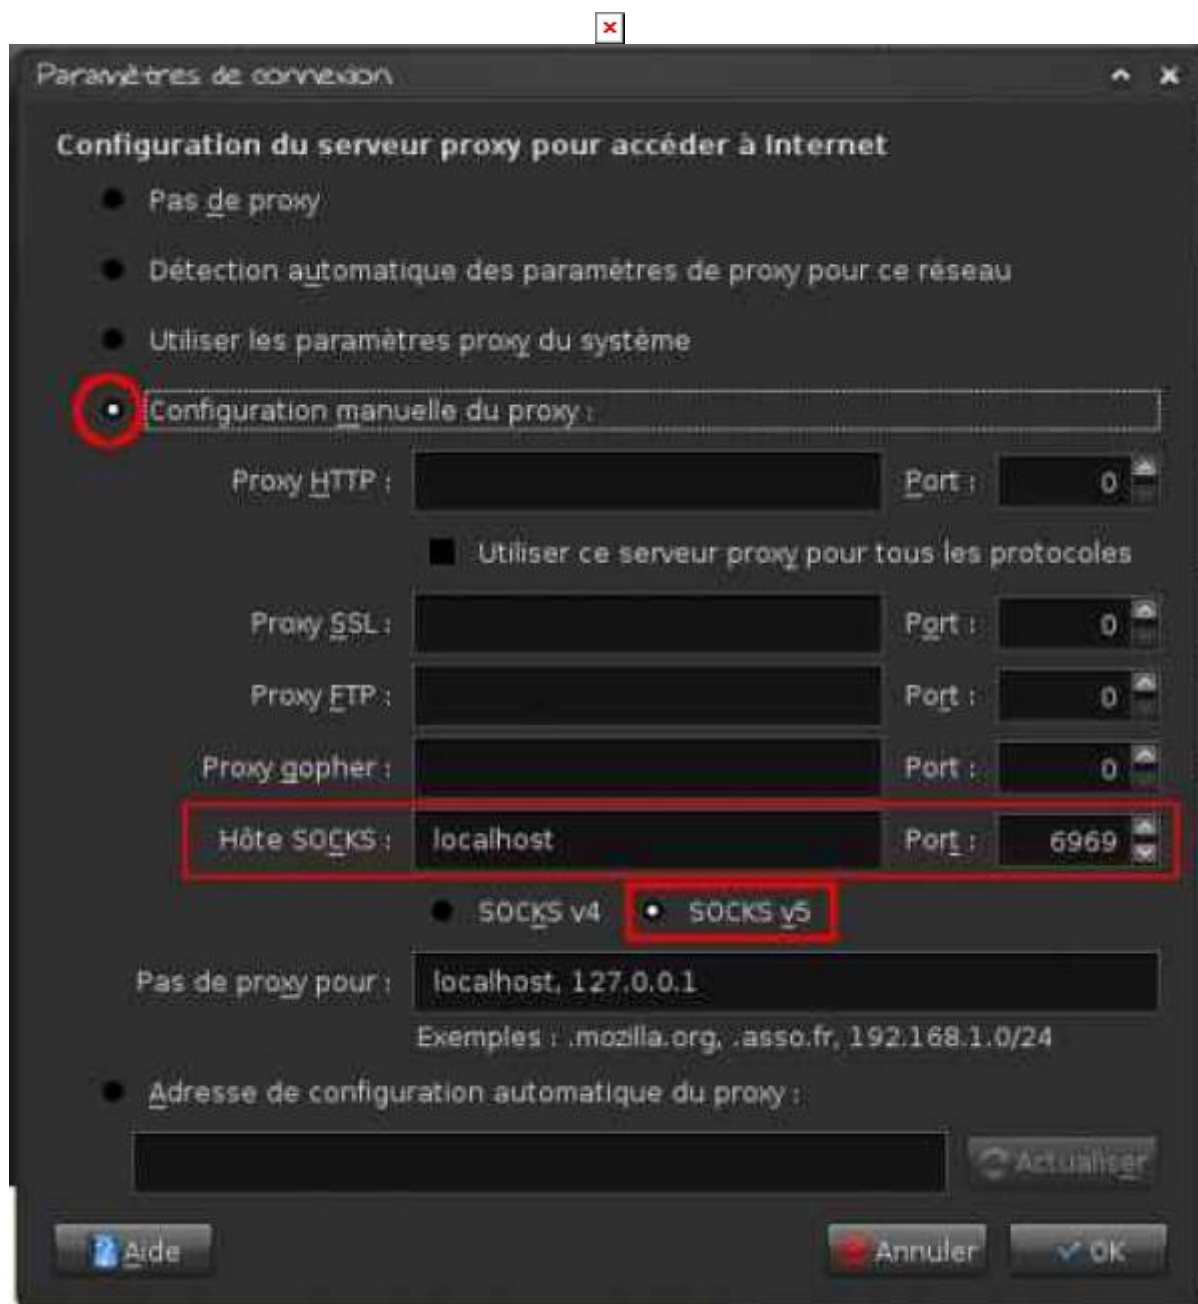 Paramètres de connexion
Configuration du serveur proxy pour accéder à Internet
Pas de proxy
Détection automatique des paramètres de proxy pour ce réseau
Utiliser les paramètres proxy du système
Configuration manuelle du proxy :
Proxy HTTP : Port : 0
Utiliser ce serveur proxy pour tous les protocoles
Proxy SSL : Port : 0
Proxy FTP : Port : 0
Proxy gopher : Port : 0
Hôte SOCKS : localhost Port : 6969
SOCKS v4 SOCKS v5
Pas de proxy pour : localhost, 127.0.0.1
Exemples : .mozilla.org, .asso.fr, 192.168.1.0/24
Adresse de configuration automatique du proxy :
Actualiser
Aide Annuler OK